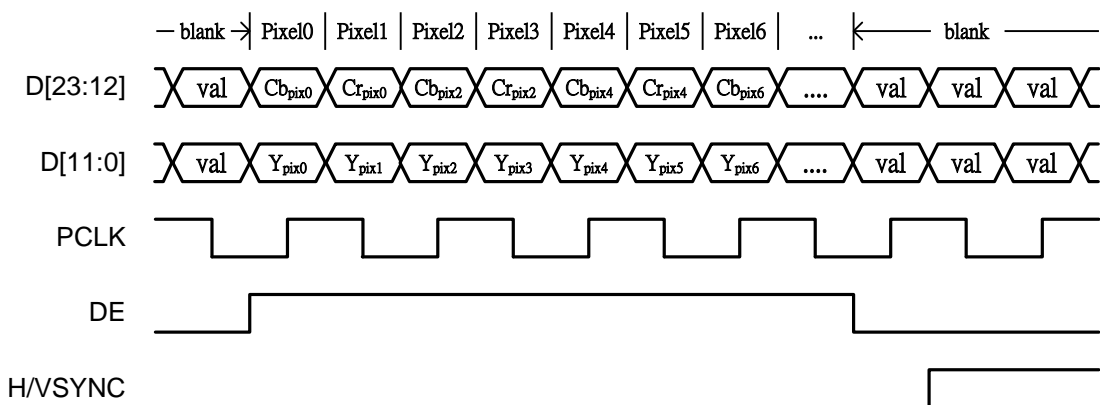 blank Pixel0 Pixel1 Pixel2 Pixel3 Pixel4 Pixel5 Pixel6 ... blank
D[23:12] val Cbpix0 Crpix0 Cbpix2 Crpix2 Cbpix4 Crpix4 Cbpix6 .... val val val
D[11:0] val Ypix0 Ypix1 Ypix2 Ypix3 Ypix4 Ypix5 Ypix6 .... val val val
PCLK
DE
H/VSYNC